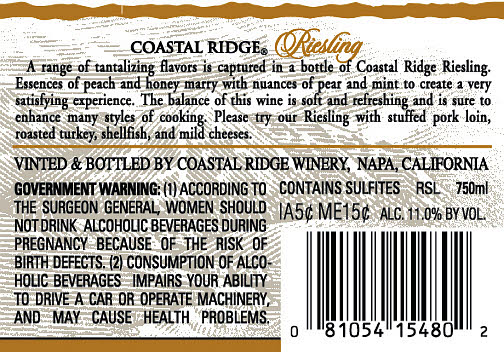 COASTAL RIDGE® Riesling
A range of tantalizing flavors is captured in a bottle of Coastal Ridge Riesling.
Essences of peach and honey marry with nuances of pear and mint to create a very
satisfying experience. The balance of this wine is soft and refreshing and is sure to
enhance many styles of cooking. Please try our Riesling with stuffed pork loin,
roasted turkey, shellfish, and mild cheeses.
VINTED & BOTTLED BY COASTAL RIDGE WINERY, NAPA, CALIFORNIA
GOVERNMENT WARNING: (1) ACCORDING TO
THE SURGEON GENERAL, WOMEN SHOULD
NOT DRINK ALCOHOLIC BEVERAGES DURING
PREGNANCY BECAUSE OF THE RISK OF
BIRTH DEFECTS. (2) CONSUMPTION OF ALCO-
HOLIC BEVERAGES IMPAIRS YOUR ABILITY
TO DRIVE A CAR OR OPERATE MACHINERY,
AND MAY CAUSE HEALTH PROBLEMS.
CONTAINS SULFITES RSL 750ml
IA5¢ ME15¢ ALC. 11.0% BY VOL.
0 81054 15480 2